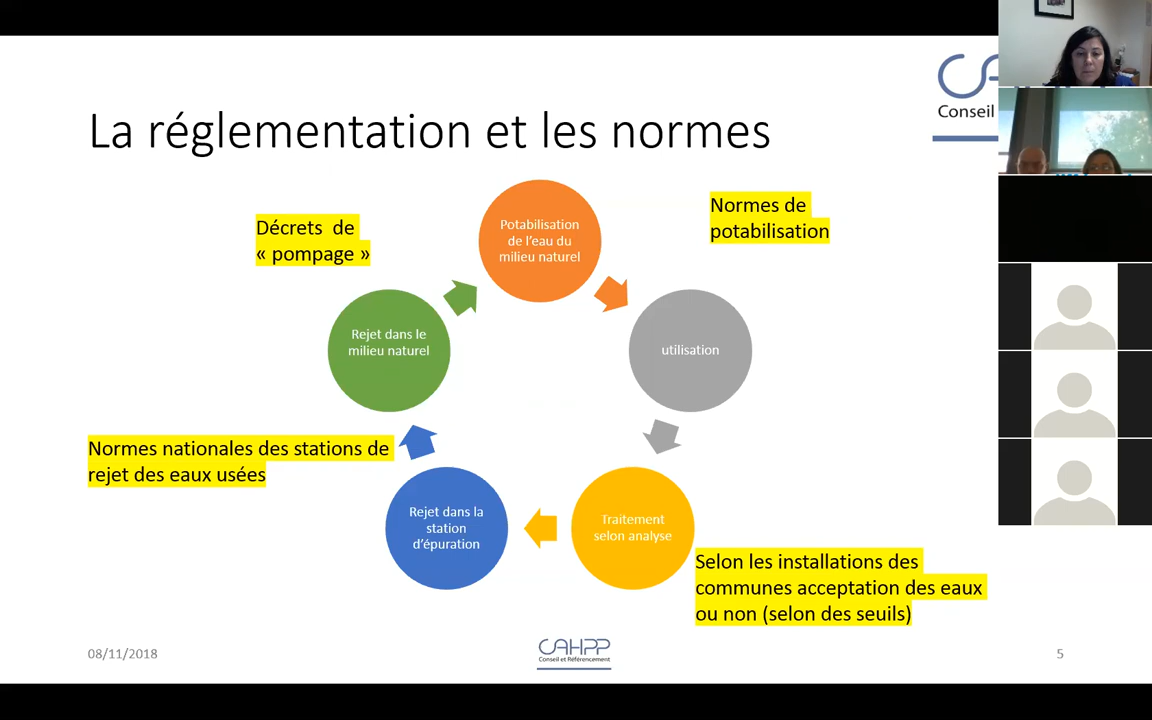 La réglementation et les normes
Conseil
Décrets de
« pompage »
Potabilisation
de l'eau du
milieu naturel
Normes de
potabilisation
Rejet dans le
milieu naturel
utilisation
Normes nationales des stations de
rejet des eaux usées
Rejet dans la
station
d'épuration
Traitement
selon analyse
Selon les installations des
communes acceptation des eaux
ou non (selon des seuils)
08/11/2018
CAHPP
Conseil et Référencement
5